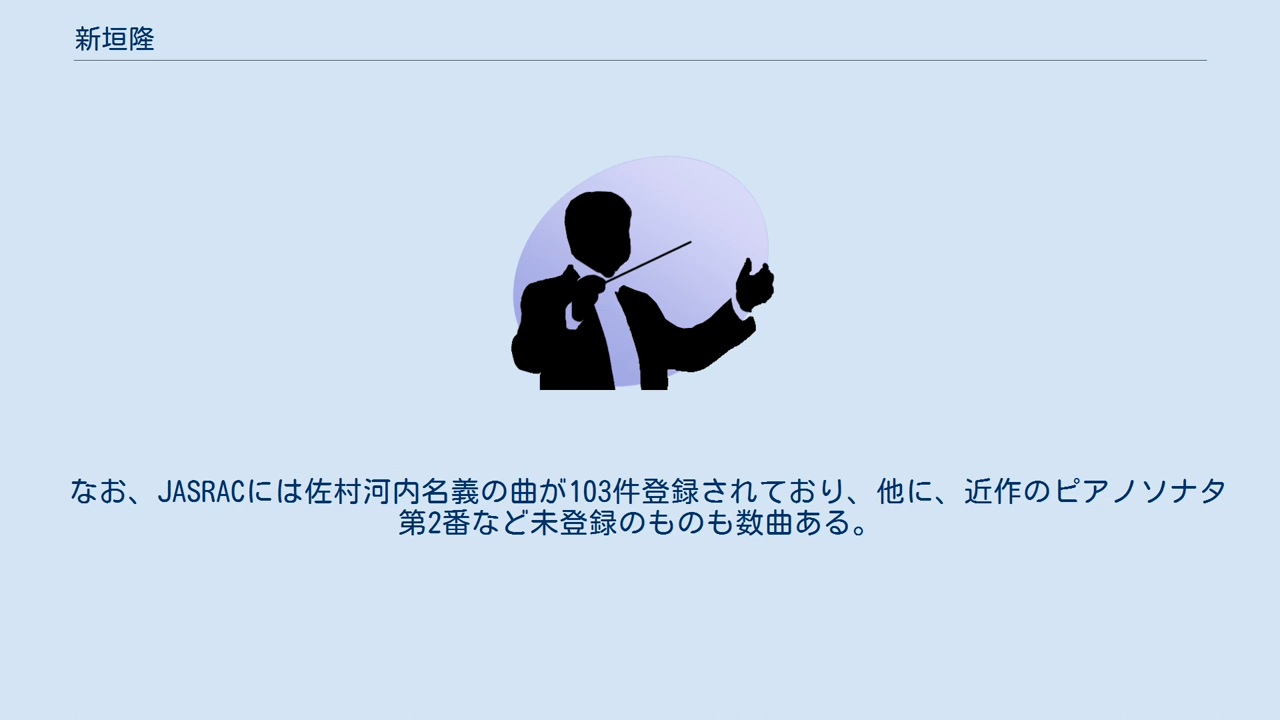 新垣隆
なお、JASRACには佐村河内名義の曲が103件登録されており、他に、近作のピアノソナタ
第2番など未登録のものも数曲ある。